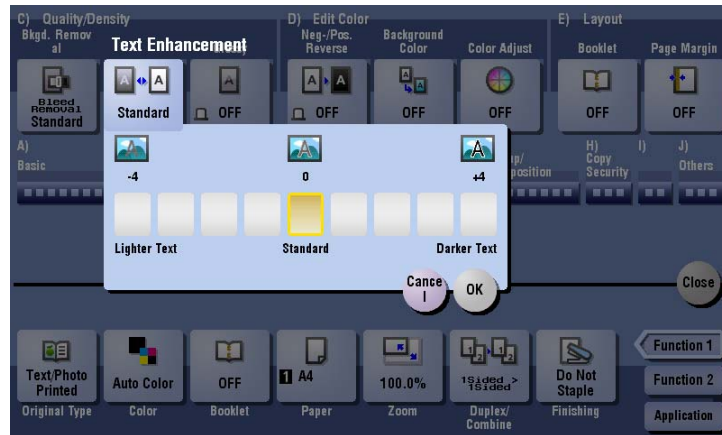 C) Quality/Density
D) Edit Color
E) Layout
Bkgd. Remov
al
Text Enhancement
Neg-/Pos.
Reverse
Background
Color
Color Adjust
Booklet
Page Margin
Bleed
Removal
Standard
Standard
OFF
OFF
OFF
OFF
OFF
OFF
A)
Basic
H)
Copy
Security
I)
J)
Others
-4
0
+4
Lighter Text
Standard
Darker Text
Cance
l
OK
Close
Text/Photo
Printed
Auto Color
OFF
1 A4
100.0%
1Sided >
1Sided
Do Not
Staple
Original Type
Color
Booklet
Paper
Zoom
Duplex/
Combine
Finishing
Function 1
Function 2
Application